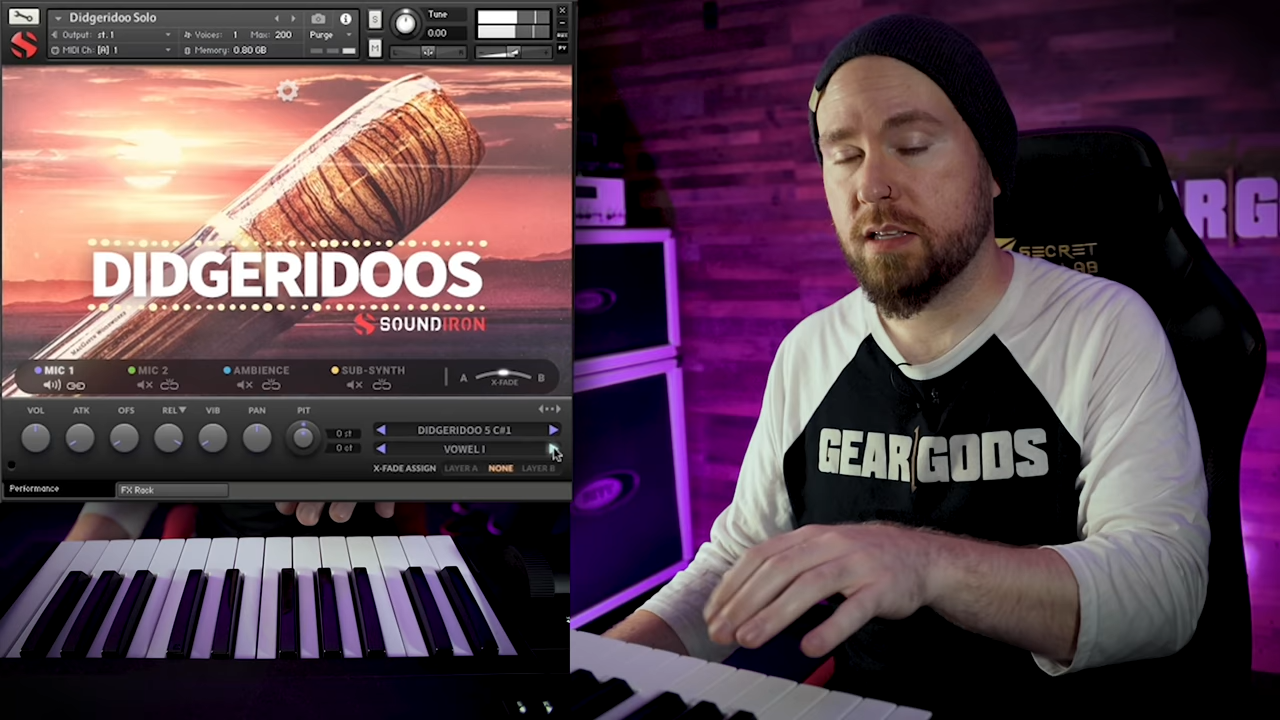 Didgeridoo Solo
Output: st.1
Voices: 1 Max: 200
Purge
MIDI Ch: [A] 1
Memory: 0.80 GB
S
M
Tune
0.00
AUX
PV
DIDGERIDOOS
SOUNDIRON
MIC 1
MIC 2
AMBIENCE
SUB-SYNTH
A X-FADE B
VOL ATK OFS REL VIB PAN PIT
0 st
0 ct
DIDGERIDOO 5 C#1
VOWEL I
X-FADE ASSIGN LAYER A NONE LAYER B
Performance
FX Rack
SECRET
LAB
RG
GEAR GODS